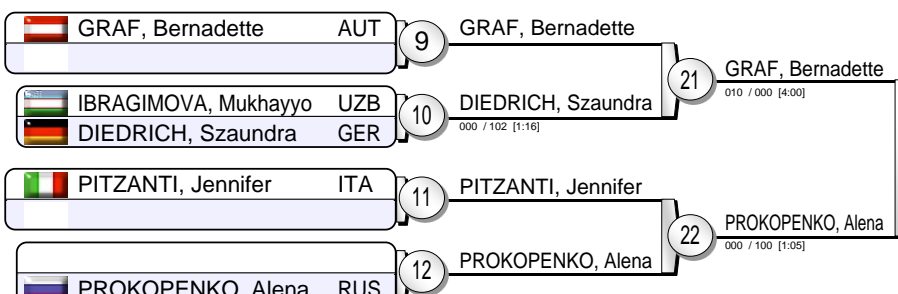 GRAF, Bernadette AUT
9
GRAF, Bernadette
21
GRAF, Bernadette
010 / 000 [4:00]
IBRAGIMOVA, Mukhayyo UZB
DIEDRICH, Szaundra GER
10
DIEDRICH, Szaundra
000 / 102 [1:16]
PITZANTI, Jennifer ITA
11
PITZANTI, Jennifer
22
PROKOPENKO, Alena
000 / 100 [1:05]
12
PROKOPENKO, Alena
PROKOPENKO, Alena RUS